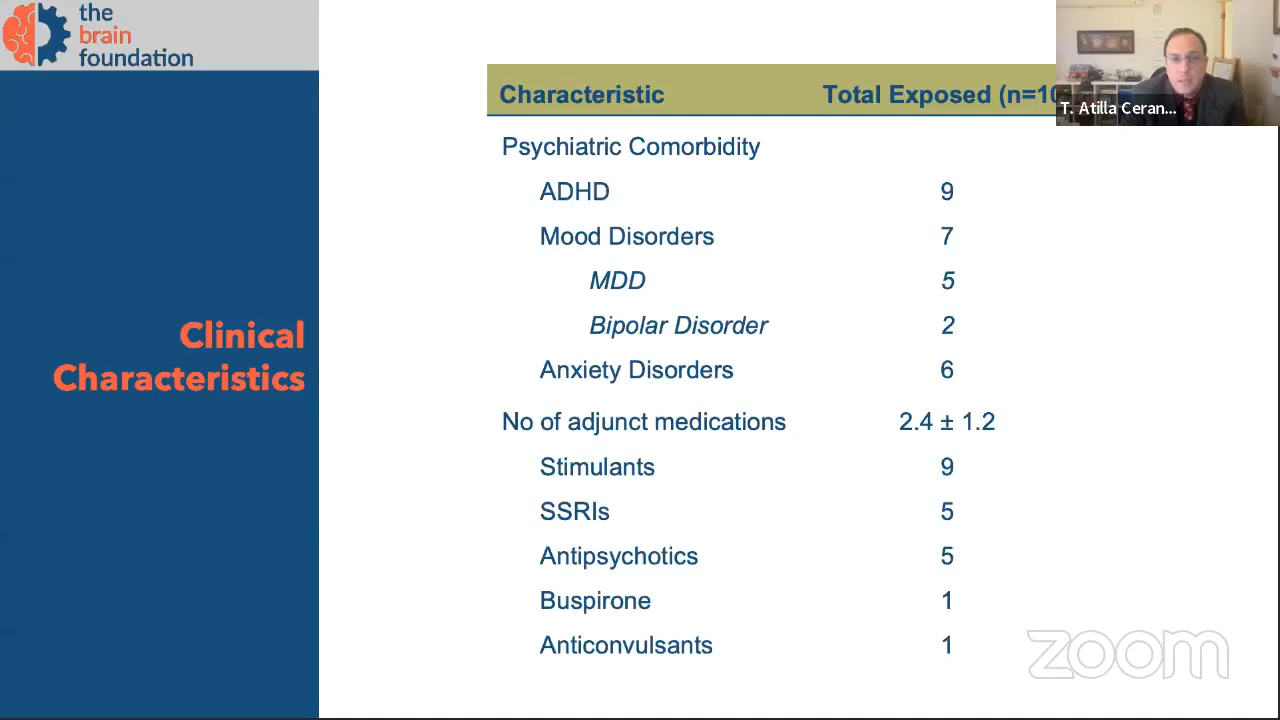 the
brain
foundation
Clinical
Characteristics
Characteristic Total Exposed (n=10
Psychiatric Comorbidity
ADHD 9
Mood Disorders 7
MDD 5
Bipolar Disorder 2
Anxiety Disorders 6
No of adjunct medications 2.4 ± 1.2
Stimulants 9
SSRIs 5
Antipsychotics 5
Buspirone 1
Anticonvulsants 1
T. Atilla Ceran...
zoom